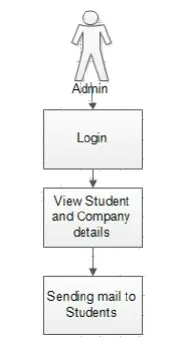 Admin
Login
View Student
and Company
details
Sending mail to
Students